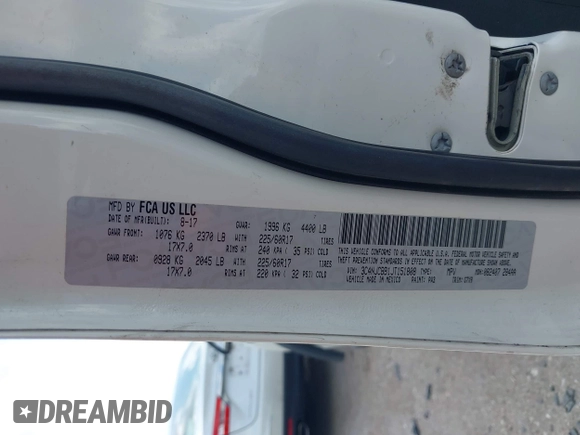 MFD BY FCA US LLC
DATE OF MFR(BUILT): 8-17 GVWR: 1996 KG 4400 LB
GAWR FRONT: 1076 KG 2370 LB 225/60R17 TIRES
17X7.0 RIMS AT 240 KPA ( 35 PSI) COLD
GAWR REAR: 0928 KG 2045 LB 225/60R17 TIRES
17X7.0 RIMS AT 220 KPA ( 32 PSI) COLD
THIS VEHICLE CONFORMS TO
ALL APPLICABLE U.S.A. FEDERAL MOTOR VEHICLE SAFETY AND
THEFT PREVENTION STANDARDS IN EFFECT ON THE
DATE OF MANUFACTURE SHOWN ABOVE.
VIN: TYPE: MPV
VEHICLE MADE IN MEXICO PAINT: PW2
DREAMBID